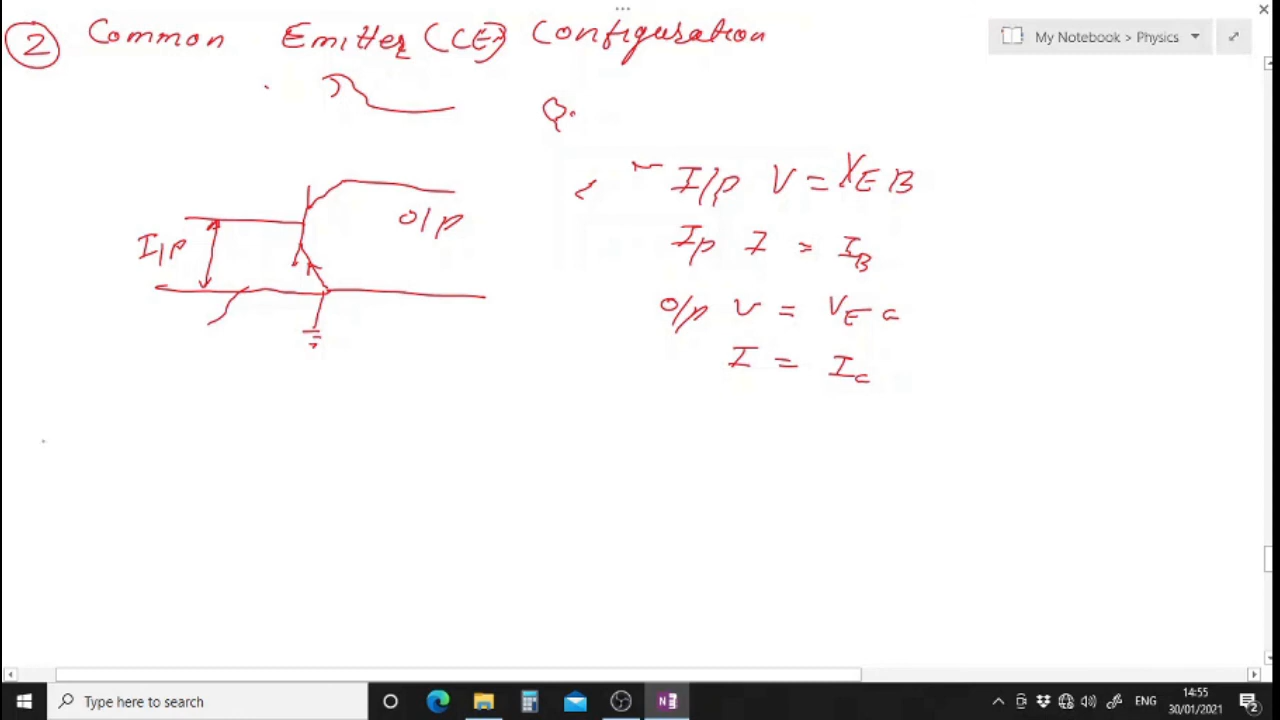 ② Common Emitter (CE) Configuration
My Notebook > Physics
Q.
I/p V = VEB
I/p
O/p
Ip I = IB
O/p V = VEC
I = IC
Type here to search
ENG
14:55
30/01/2021
2